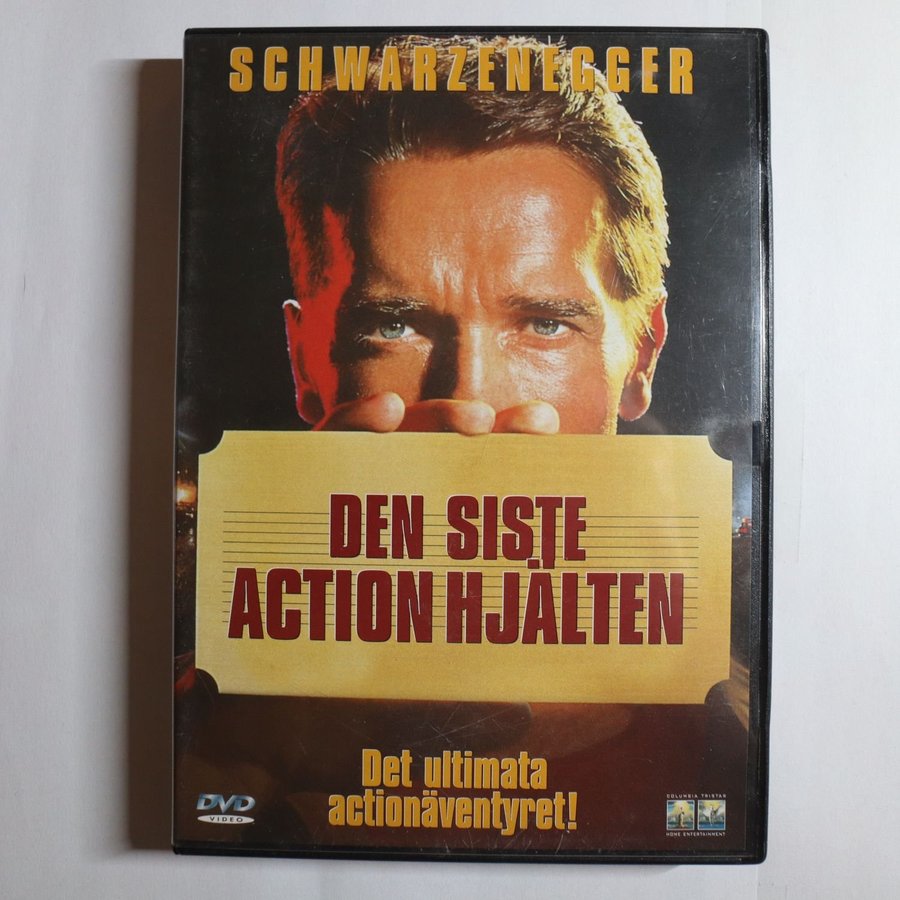 SCHWARZENEGGER
DEN SISTE
ACTION HJÄLTEN
Det ultimata
actionäventyret!
DVD
VIDEO
COLUMBIA TRISTAR
HOME ENTERTAINMENT